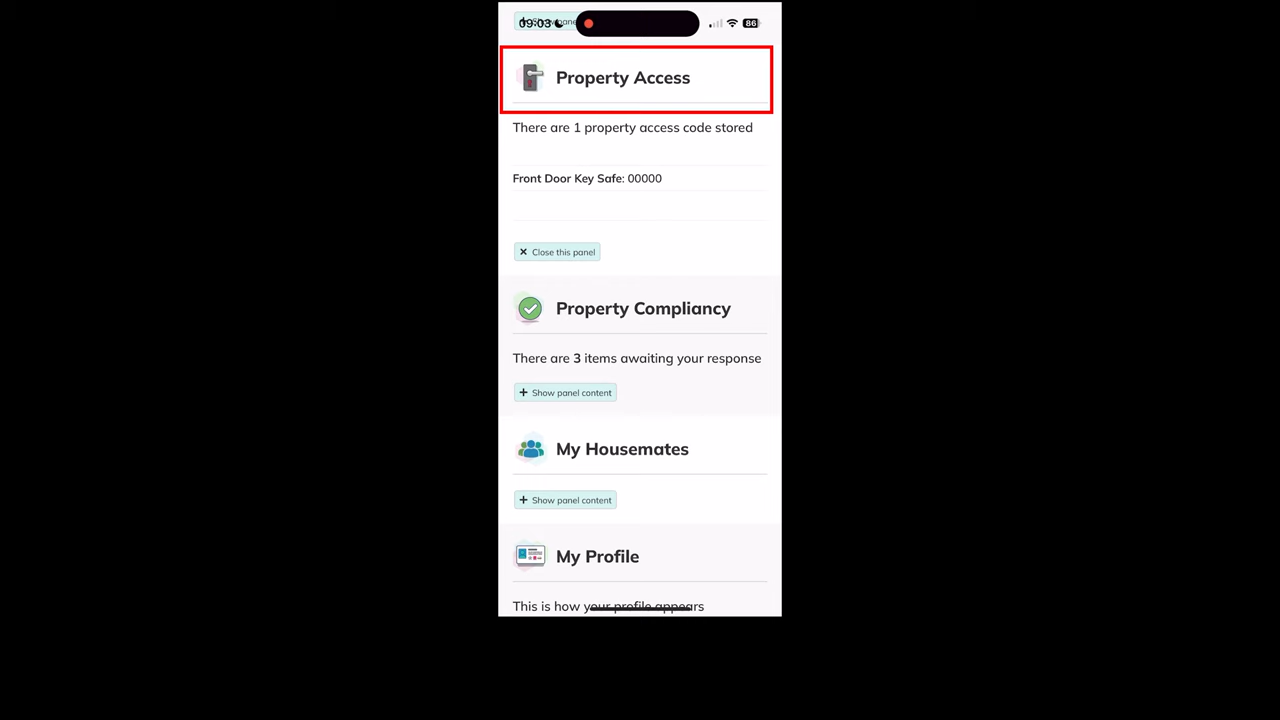 09:03
86
Property Access
There are 1 property access code stored
Front Door Key Safe: 00000
Close this panel
Property Compliancy
There are 3 items awaiting your response
Show panel content
My Housemates
Show panel content
My Profile
This is how your profile appears